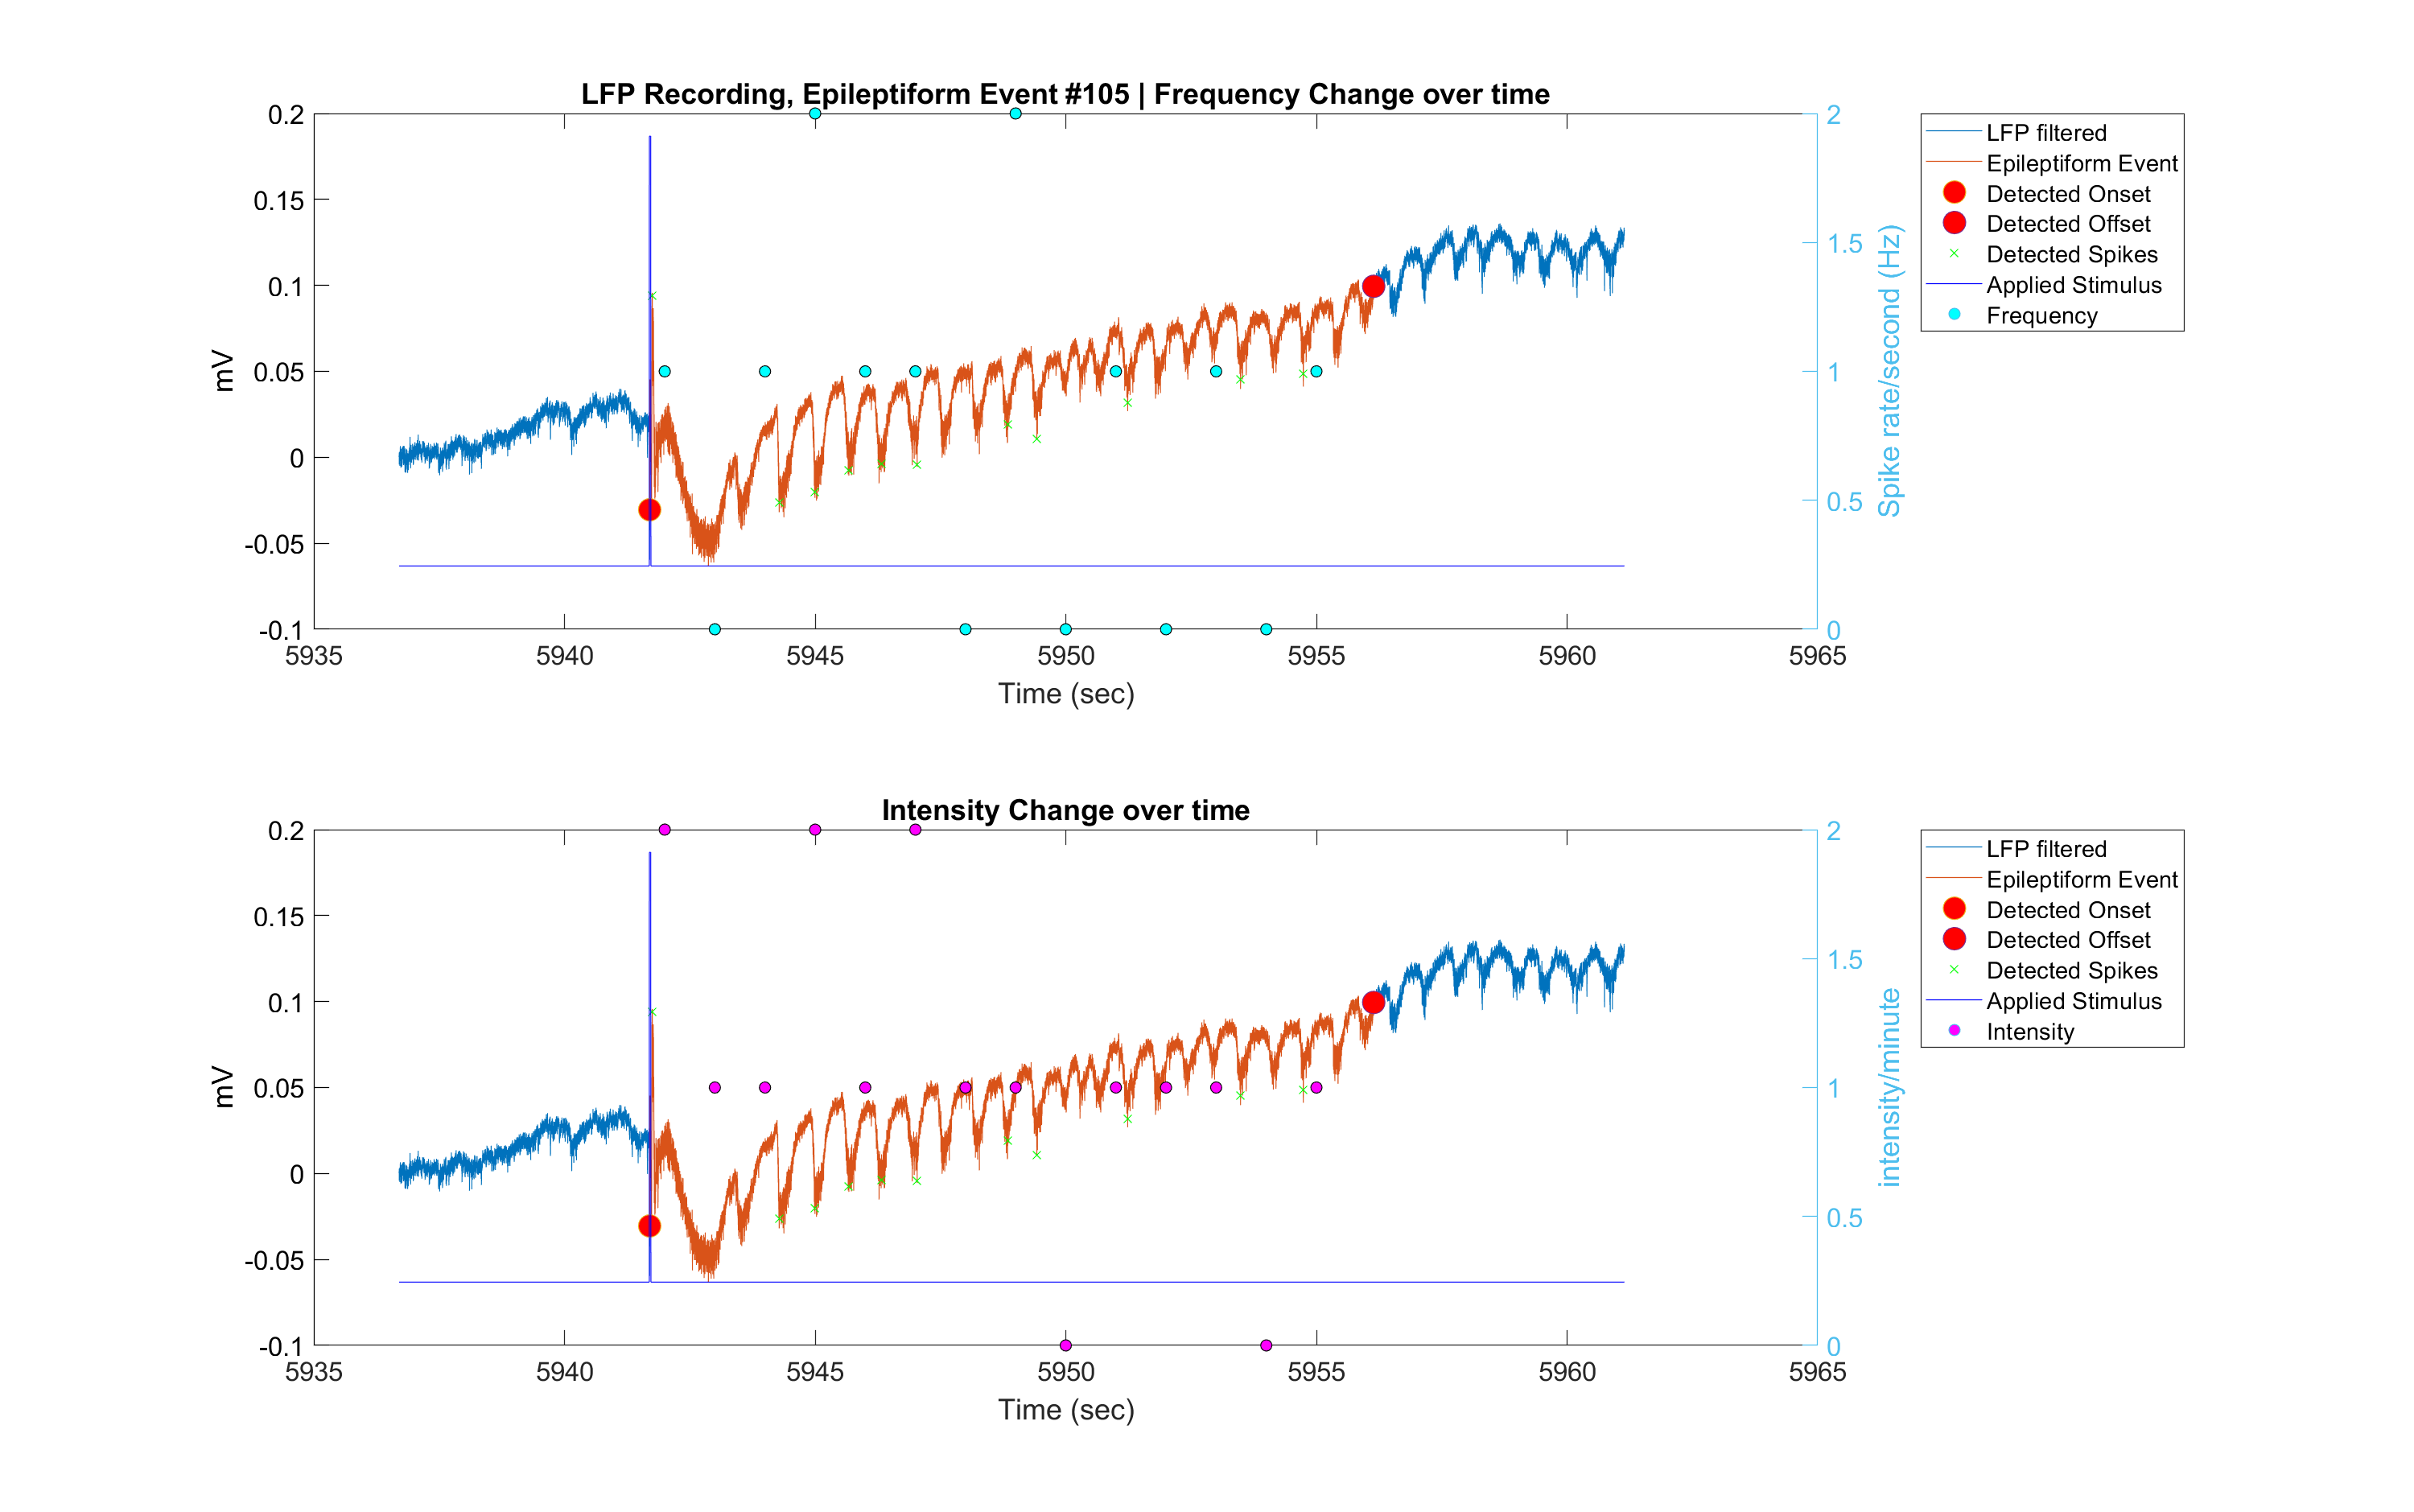 LFP Recording, Epileptiform Event #105 | Frequency Change over time
0.2
0.15
0.1
0.05
0
-0.05
-0.1
mV
2
1.5
1
0.5
0
Spike rate/second (Hz)
5935 5940 5945 5950 5955 5960 5965
Time (sec)
LFP filtered
Epileptiform Event
Detected Onset
Detected Offset
Detected Spikes
Applied Stimulus
Frequency
Intensity Change over time
0.2
0.15
0.1
0.05
0
-0.05
-0.1
mV
2
1.5
1
0.5
0
intensity/minute
5935 5940 5945 5950 5955 5960 5965
Time (sec)
LFP filtered
Epileptiform Event
Detected Onset
Detected Offset
Detected Spikes
Applied Stimulus
Intensity